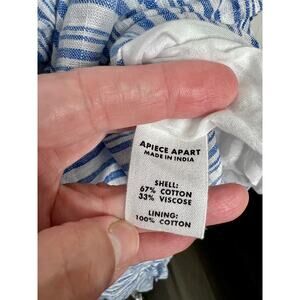 APIECE APART
MADE IN INDIA
SHELL:
67% COTTON
33% VISCOSE
LINING:
100% COTTON